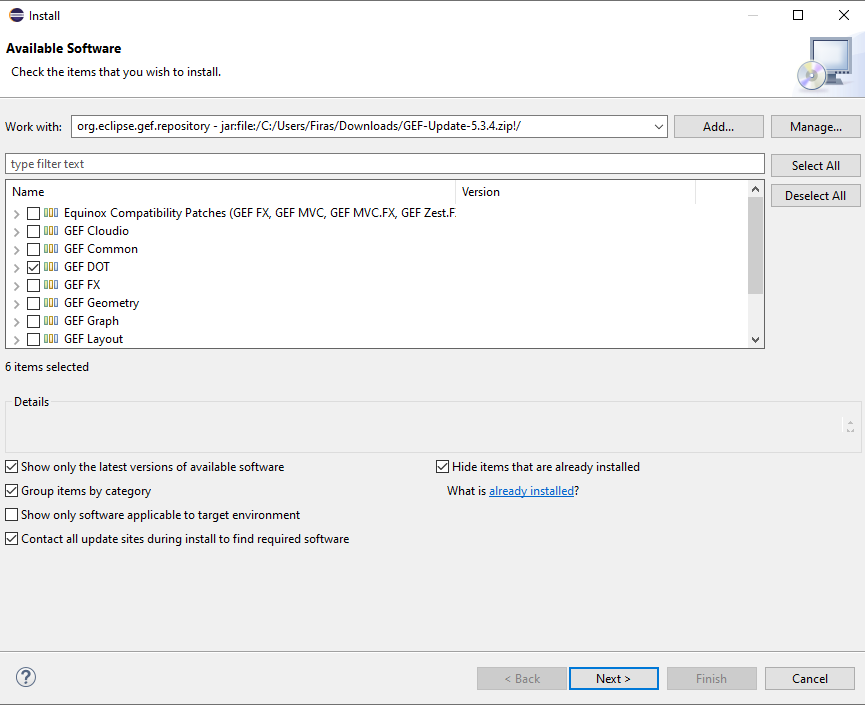 Install
Available Software
Check the items that you wish to install.
Work with: org.eclipse.gef.repository - jar:file:/C:/Users/Firas/Downloads/GEF-Update-5.3.4.zip!/ Add... Manage...
type filter text Select All
Name Version Deselect All
Equinox Compatibility Patches (GEF FX, GEF MVC, GEF MVC.FX, GEF Zest.F
GEF Cloudio
GEF Common
GEF DOT
GEF FX
GEF Geometry
GEF Graph
GEF Layout
6 items selected
Details
Show only the latest versions of available software Hide items that are already installed
Group items by category What is already installed?
Show only software applicable to target environment
Contact all update sites during install to find required software
? < Back Next > Finish Cancel